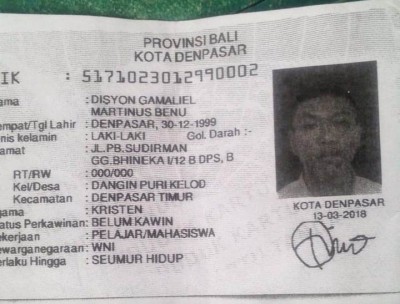 PROVINSI BALI
KOTA DENPASAR
IK : 5171023012990002
ama : DISYON GAMALIEL
MARTINUS BENU
empat/Tgl Lahir : DENPASAR, 30-12-1999
enis kelamin : LAKI-LAKI Gol. Darah :-
amat : JL.PB.SUDIRMAN
GG.BHINEKA I/12 B DPS, B
RT/RW : 000/000
Kel/Desa : DANGIN PURI KELOD
Kecamatan : DENPASAR TIMUR
gama : KRISTEN
tatus Perkawinan: BELUM KAWIN
ekerjaan : PELAJAR/MAHASISWA
ewarganegaraan: WNI
erlaku Hingga : SEUMUR HIDUP
KOTA DENPASAR
13-03-2018